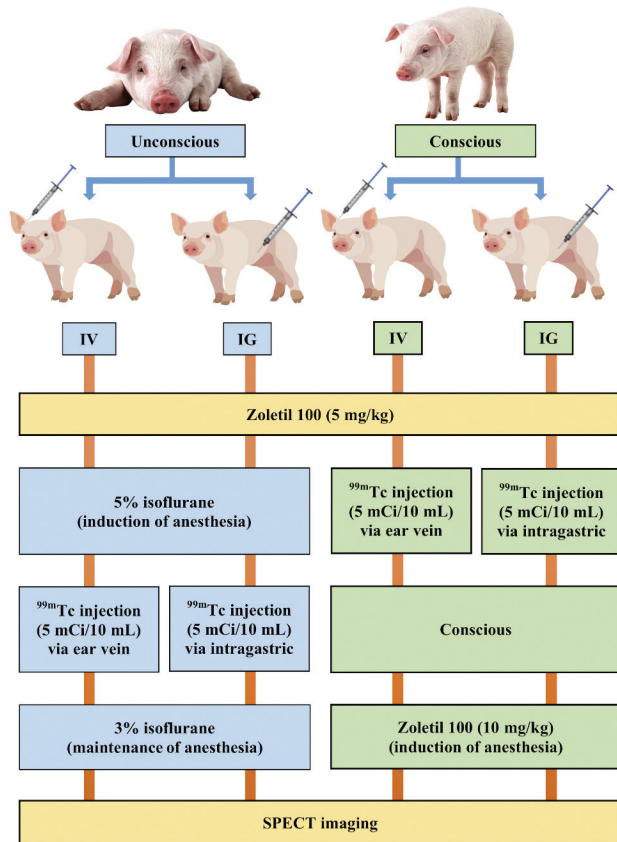 Unconscious
Conscious
IV
IG
IV
IG
Zoletil 100 (5 mg/kg)
5% isoflurane
(induction of anesthesia)
⁹⁹ᵐTc injection
(5 mCi/10 mL)
via ear vein
⁹⁹ᵐTc injection
(5 mCi/10 mL)
via intragastric
⁹⁹ᵐTc injection
(5 mCi/10 mL)
via ear vein
⁹⁹ᵐTc injection
(5 mCi/10 mL)
via intragastric
Conscious
3% isoflurane
(maintenance of anesthesia)
Zoletil 100 (10 mg/kg)
(induction of anesthesia)
SPECT imaging